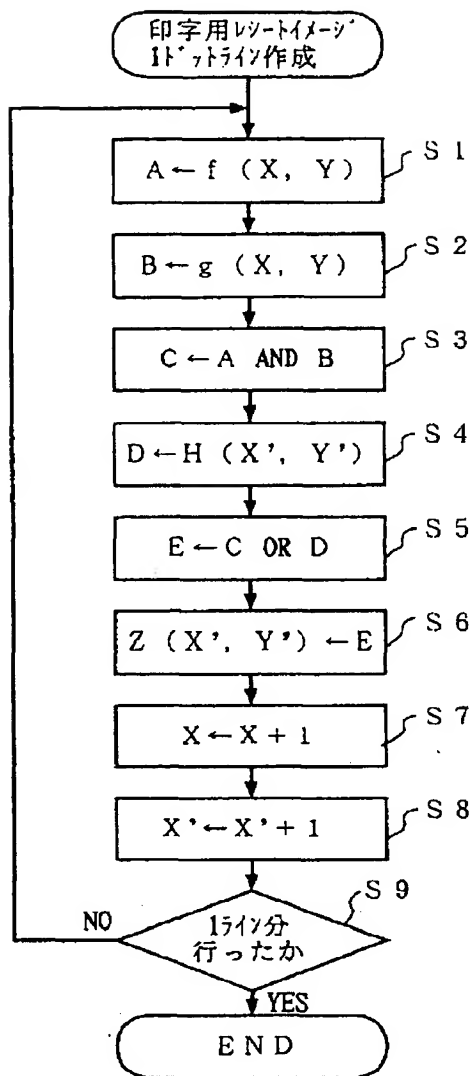 印字用ﾚｼｰﾄｲﾒｰｼﾞ
1ﾄﾞｯﾄﾗｲﾝ作成
A ← f (X, Y)
S 1
B ← g (X, Y)
S 2
C ← A AND B
S 3
D ← H (X', Y')
S 4
E ← C OR D
S 5
Z (X', Y') ← E
S 6
X ← X + 1
S 7
X' ← X' + 1
S 8
1ﾗｲﾝ分
行ったか
S 9
NO
YES
E N D